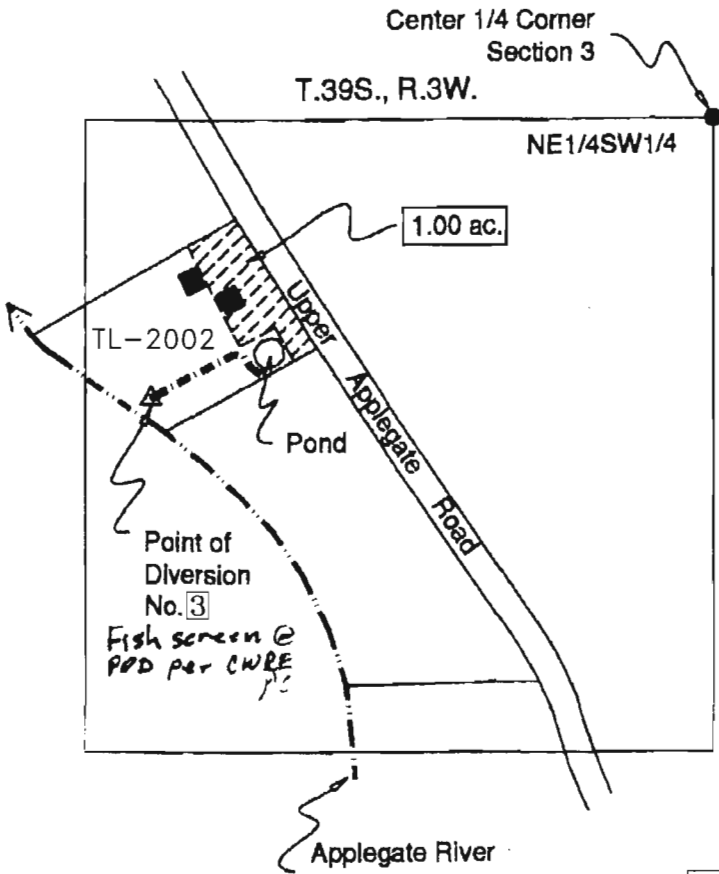 Center 1/4 Corner
Section 3
T.39S., R.3W.
NE1/4SW1/4
1.00 ac.
Upper Applegate Road
TL-2002
Pond
Point of
Diversion
No. 3
Fish screen @
POD per CWRE
Applegate River